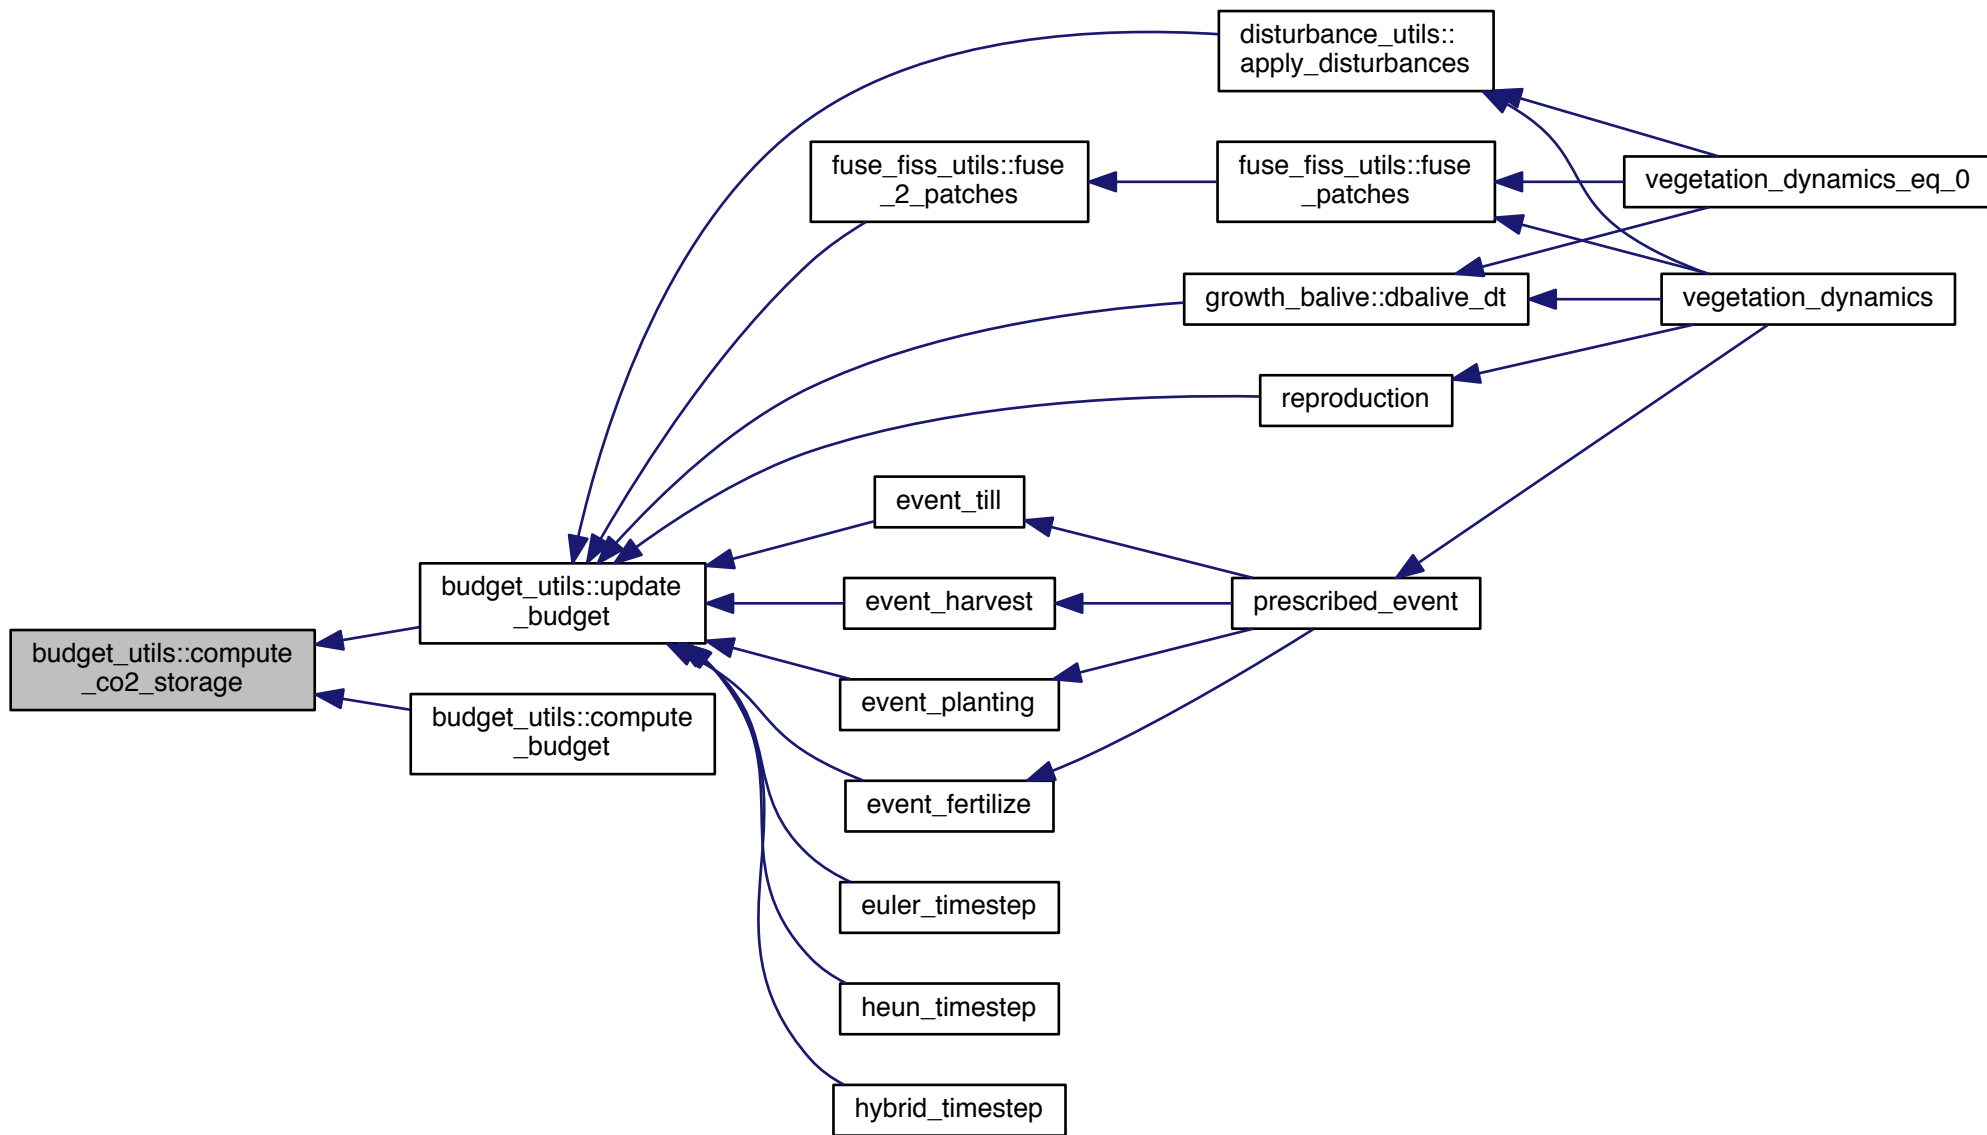 disturbance_utils::
apply_disturbances
fuse_fiss_utils::fuse
_2_patches
fuse_fiss_utils::fuse
_patches
vegetation_dynamics_eq_0
growth_balive::dbalive_dt
vegetation_dynamics
reproduction
event_till
budget_utils::update
_budget
event_harvest
prescribed_event
budget_utils::compute
_co2_storage
event_planting
budget_utils::compute
_budget
event_fertilize
euler_timestep
heun_timestep
hybrid_timestep